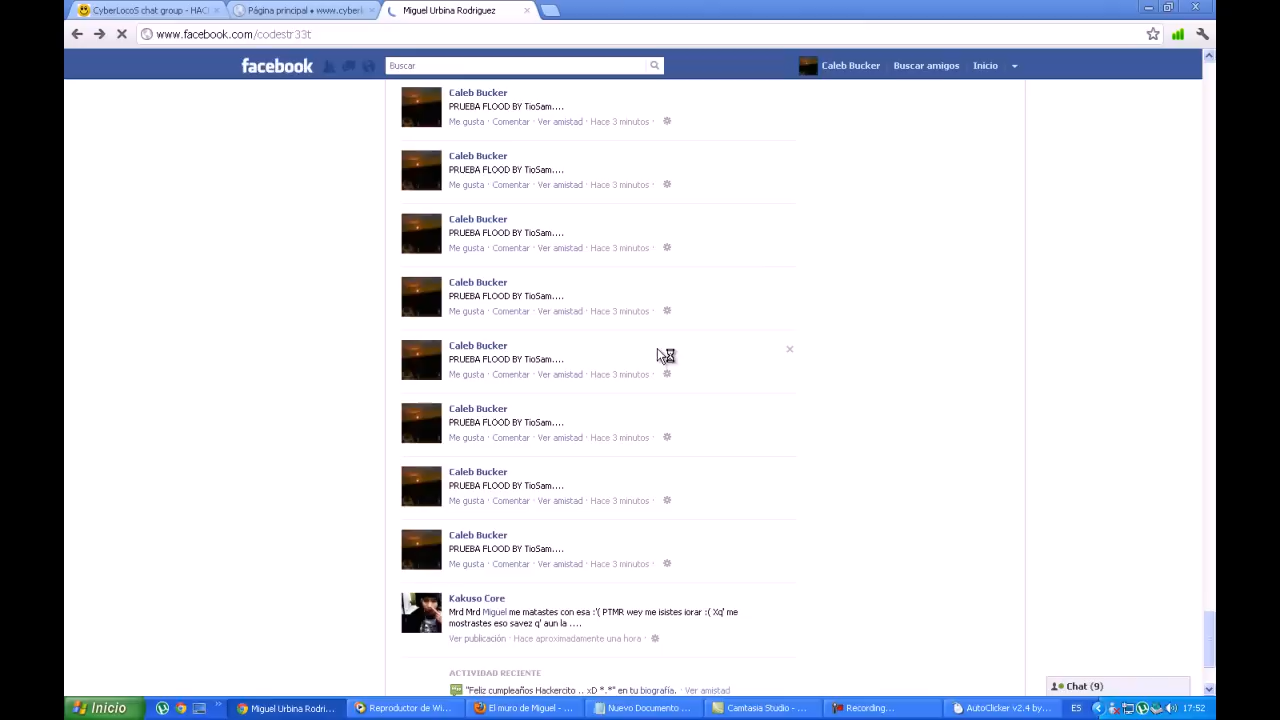 CyberLocoS chat group - HAC
Página principal • www.cyberl
Miguel Urbina Rodriguez
www.facebook.com/codestr33t
facebook
Buscar
Caleb Bucker
Buscar amigos
Inicio
Caleb Bucker
PRUEBA FLOOD BY TioSam....
Me gusta · Comentar · Ver amistad · Hace 3 minutos ·
Caleb Bucker
PRUEBA FLOOD BY TioSam....
Me gusta · Comentar · Ver amistad · Hace 3 minutos ·
Caleb Bucker
PRUEBA FLOOD BY TioSam....
Me gusta · Comentar · Ver amistad · Hace 3 minutos ·
Caleb Bucker
PRUEBA FLOOD BY TioSam....
Me gusta · Comentar · Ver amistad · Hace 3 minutos ·
Caleb Bucker
PRUEBA FLOOD BY TioSam....
Me gusta · Comentar · Ver amistad · Hace 3 minutos ·
Caleb Bucker
PRUEBA FLOOD BY TioSam....
Me gusta · Comentar · Ver amistad · Hace 3 minutos ·
Caleb Bucker
PRUEBA FLOOD BY TioSam....
Me gusta · Comentar · Ver amistad · Hace 3 minutos ·
Caleb Bucker
PRUEBA FLOOD BY TioSam....
Me gusta · Comentar · Ver amistad · Hace 3 minutos ·
Kakuso Core
Mrd Mrd Miguel me matastes con esa :'( PTMR wey me isistes iorar :( Xq' me
mostrastes eso savez q' aun la ....
Ver publicación · Hace aproximadamente una hora ·
ACTIVIDAD RECIENTE
"Feliz cumpleaños Hackercito .. xD *.*" en tu biografía. · Ver amistad
Chat (9)
Inicio
Miguel Urbina Rodri...
Reproductor de Wi...
El muro de Miguel - ...
Nuevo Documento ...
Camtasia Studio - ...
Recording...
AutoClicker v2.4 by...
ES
17:52